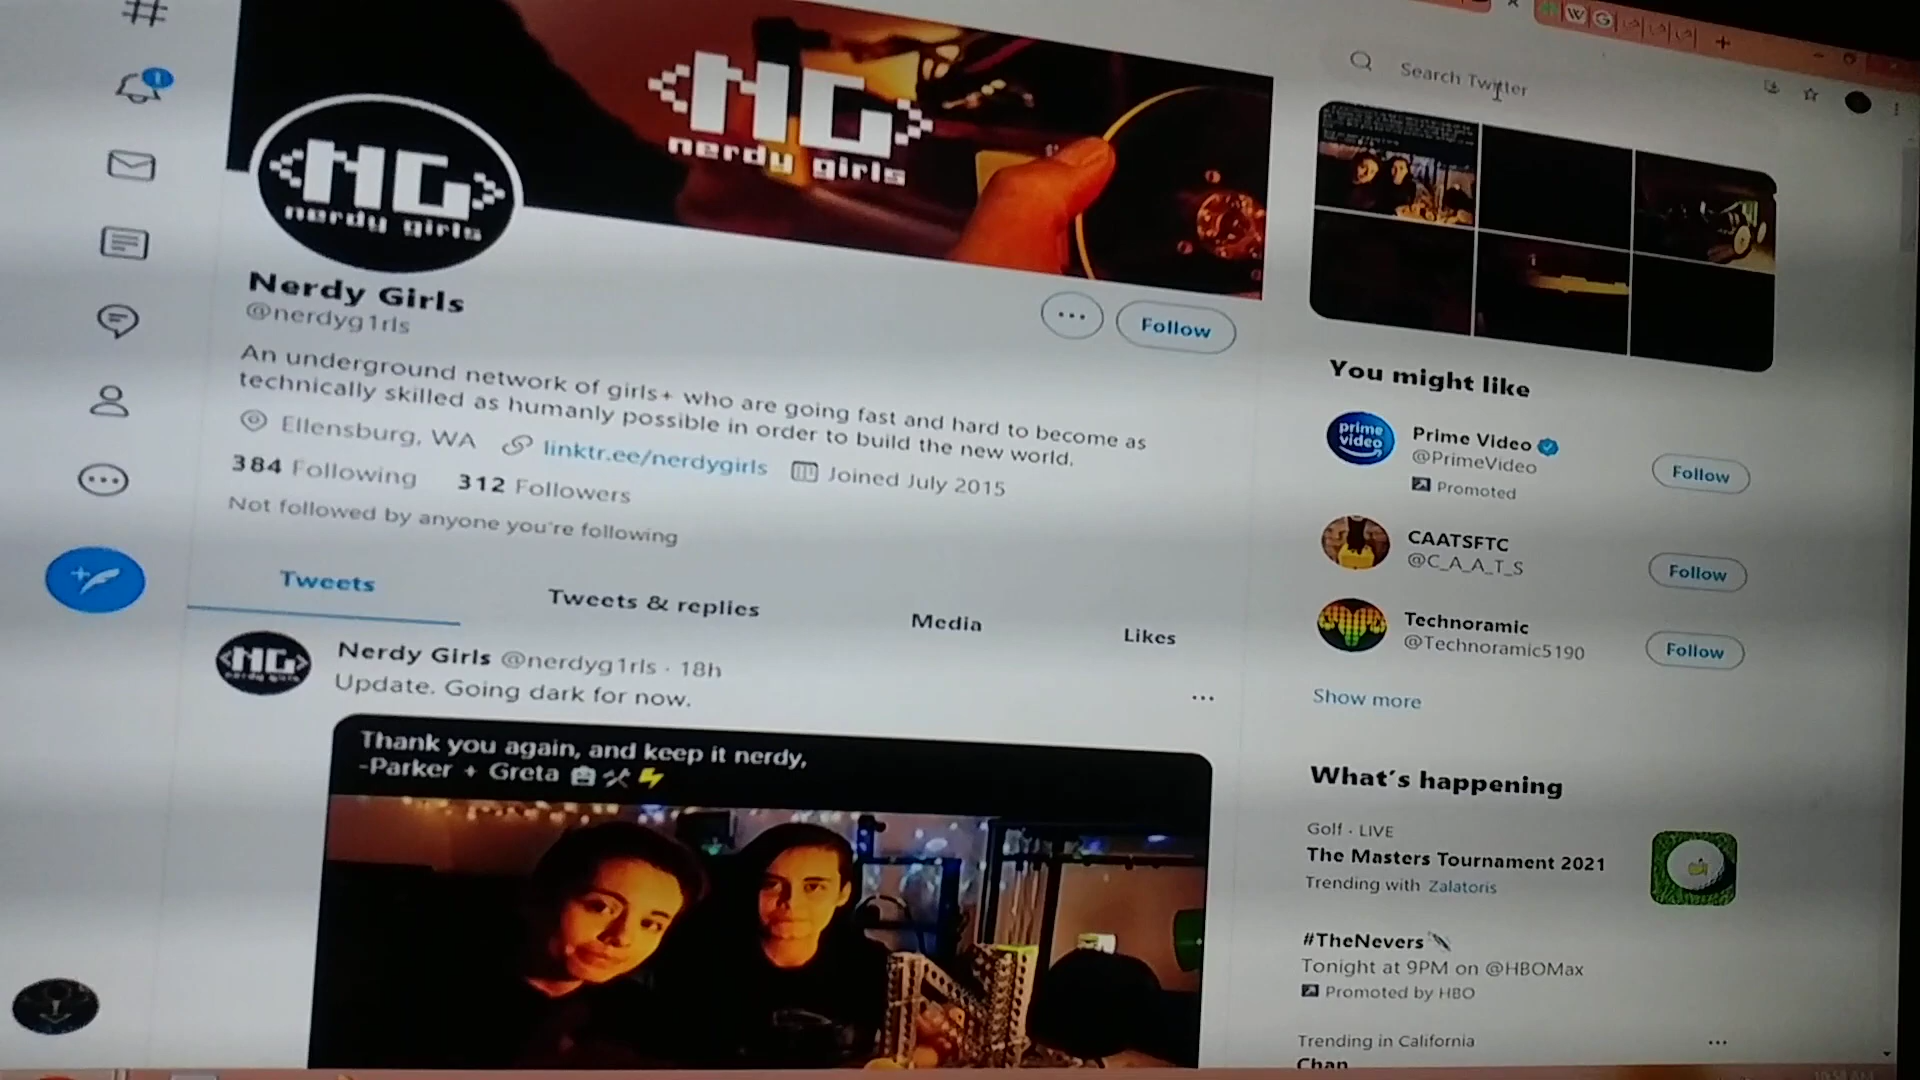 <NG>
nerdy girls
<NG>
nerdy girls
Nerdy Girls
@nerdyg1rls
Follow
An underground network of girls+ who are going fast and hard to become as
technically skilled as humanly possible in order to build the new world.
Ellensburg, WA
linktr.ee/nerdygirls
Joined July 2015
384 Following
312 Followers
Not followed by anyone you're following
Tweets
Tweets & replies
Media
Likes
<NG>
Nerdy Girls @nerdyg1rls · 18h
Update. Going dark for now.
Thank you again, and keep it nerdy,
-Parker + Greta
1
Search Twitter
You might like
prime
video
Prime Video
@PrimeVideo
Promoted
Follow
CAATSFTC
@C_A_A_T_S
Follow
Technoramic
@Technoramic5190
Follow
Show more
What's happening
Golf · LIVE
The Masters Tournament 2021
Trending with Zalatoris
#TheNevers
Tonight at 9PM on @HBOMax
Promoted by HBO
Trending in California
Chan